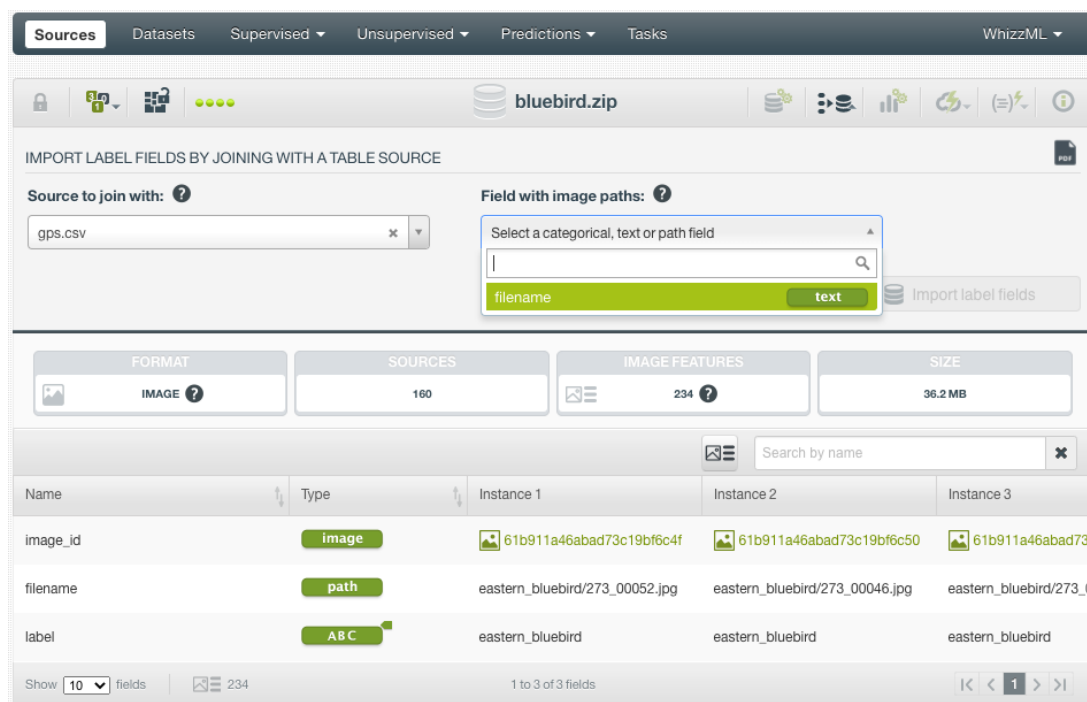 Sources Datasets Supervised Unsupervised Predictions Tasks WhizzML
bluebird.zip
IMPORT LABEL FIELDS BY JOINING WITH A TABLE SOURCE
PDF
Source to join with: ?
Field with image paths: ?
gps.csv
Select a categorical, text or path field
filename text
Import label fields
FORMAT SOURCES IMAGE FEATURES SIZE
IMAGE ? 160 234 ? 36.2 MB
Search by name
Name Type Instance 1 Instance 2 Instance 3
image_id image 61b911a46abad73c19bf6c4f 61b911a46abad73c19bf6c50 61b911a46abad73
filename path eastern_bluebird/273_00052.jpg eastern_bluebird/273_00046.jpg eastern_bluebird/273_
label ABC eastern_bluebird eastern_bluebird eastern_bluebird
Show 10 fields 234 1 to 3 of 3 fields 1